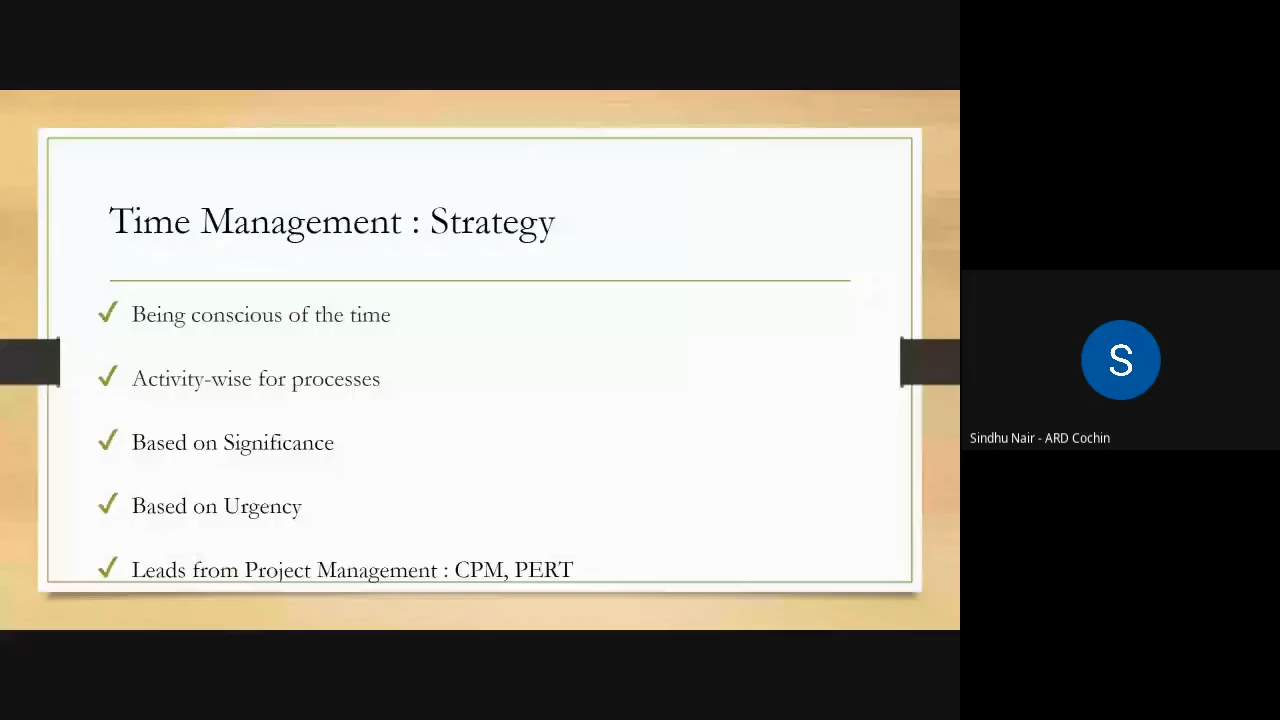 Time Management : Strategy
✓ Being conscious of the time
✓ Activity-wise for processes
✓ Based on Significance
✓ Based on Urgency
✓ Leads from Project Management : CPM, PERT
S
Sindhu Nair - ARD Cochin